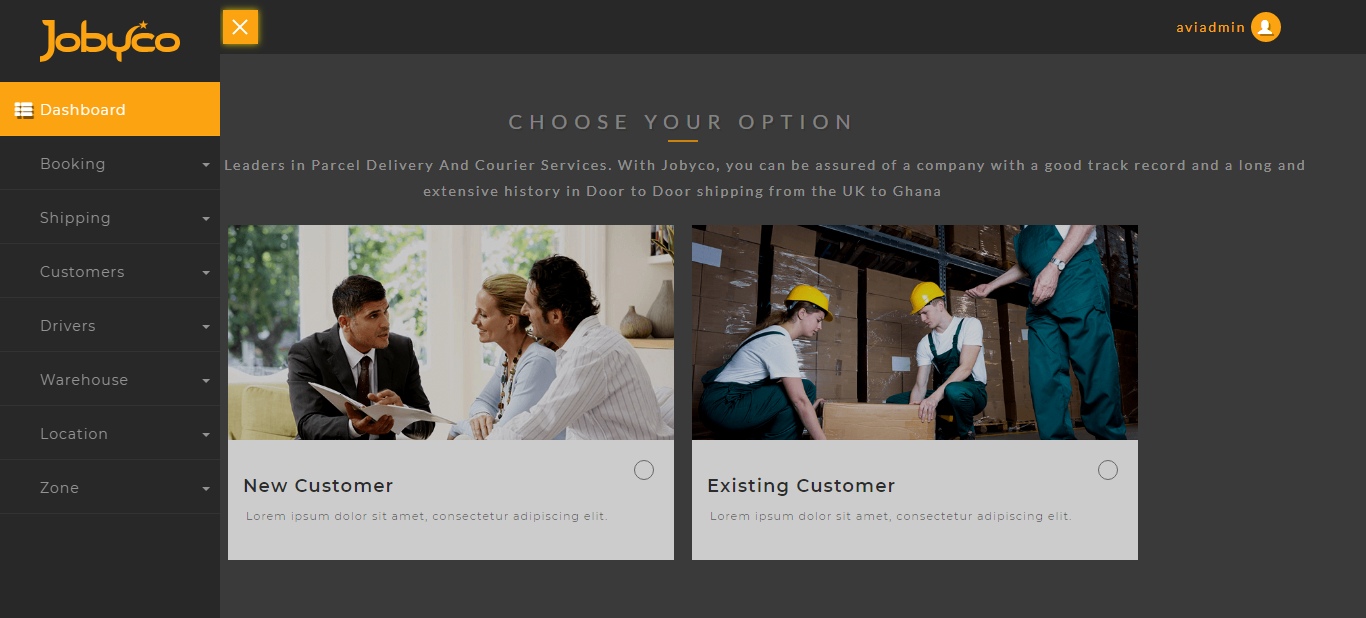 Jobyco
aviadmin
Dashboard
Booking
Shipping
Customers
Drivers
Warehouse
Location
Zone
CHOOSE YOUR OPTION
Leaders in Parcel Delivery And Courier Services. With Jobyco, you can be assured of a company with a good track record and a long and
extensive history in Door to Door shipping from the UK to Ghana
New Customer
Lorem ipsum dolor sit amet, consectetur adipiscing elit.
Existing Customer
Lorem ipsum dolor sit amet, consectetur adipiscing elit.